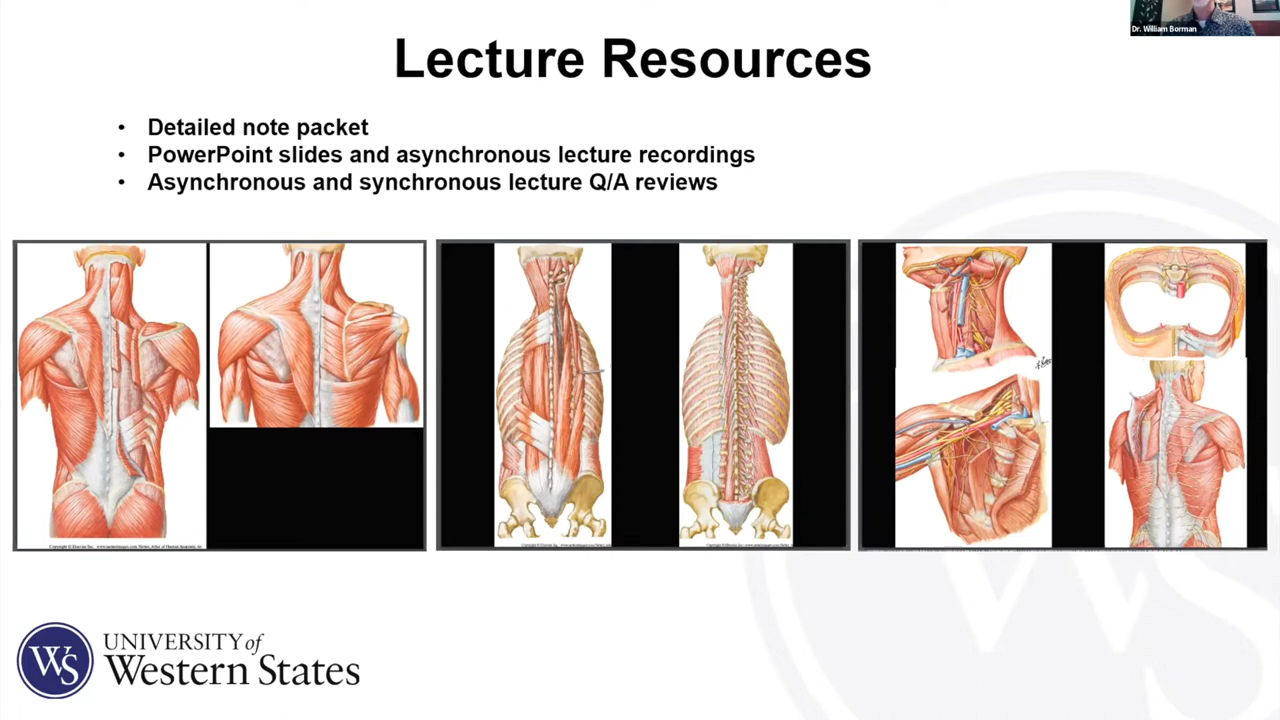 Dr. William Borman
Lecture Resources
• Detailed note packet
• PowerPoint slides and asynchronous lecture recordings
• Asynchronous and synchronous lecture Q/A reviews
WS
UNIVERSITY of
Western States